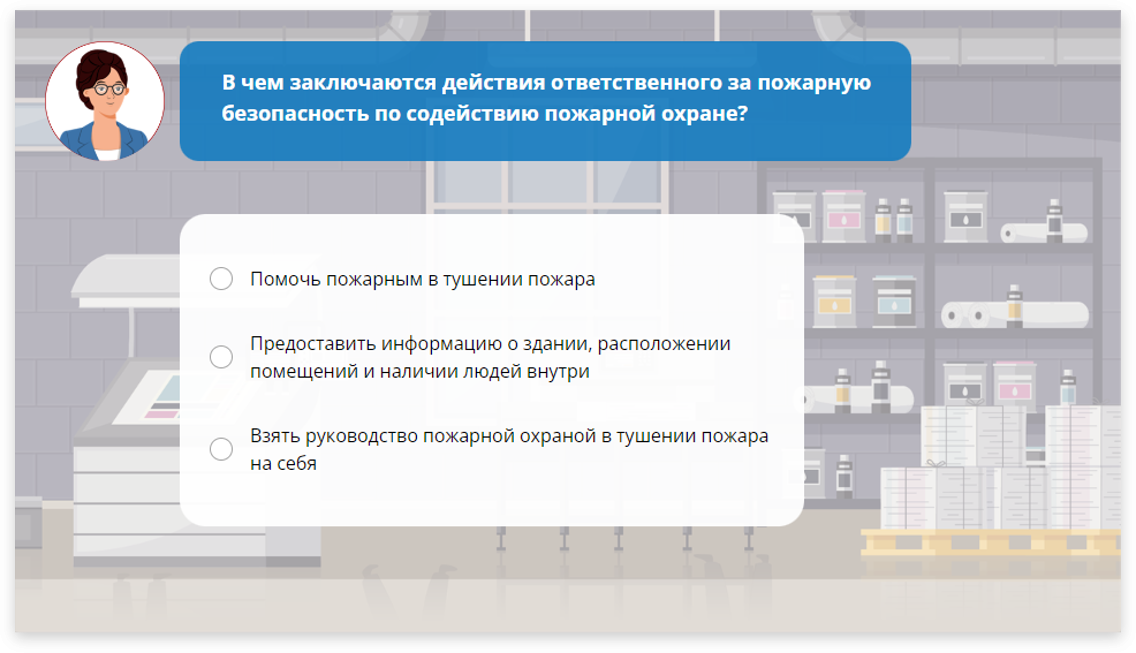 В чем заключаются действия ответственного за пожарную
безопасность по содействию пожарной охране?
Помочь пожарным в тушении пожара
Предоставить информацию о здании, расположении
помещений и наличии людей внутри
Взять руководство пожарной охраной в тушении пожара
на себя